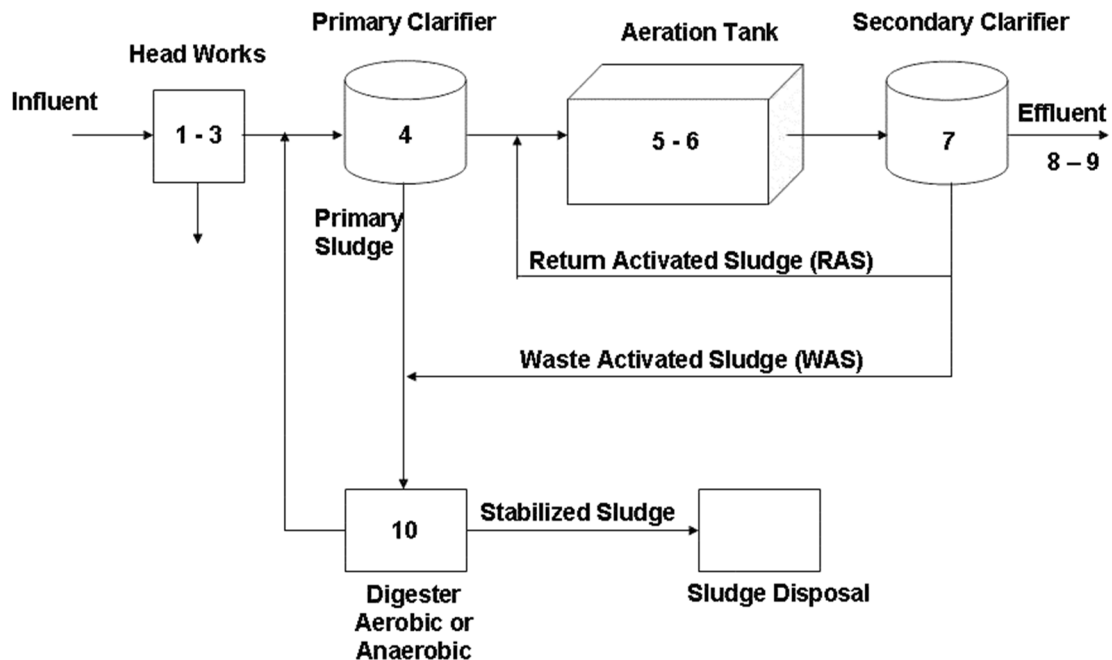 Primary Clarifier
Aeration Tank
Secondary Clarifier
Head Works
Influent
1 - 3
4
5 - 6
7
Effluent
8 – 9
Primary
Sludge
Return Activated Sludge (RAS)
Waste Activated Sludge (WAS)
10
Stabilized Sludge
Digester
Aerobic or
Anaerobic
Sludge Disposal